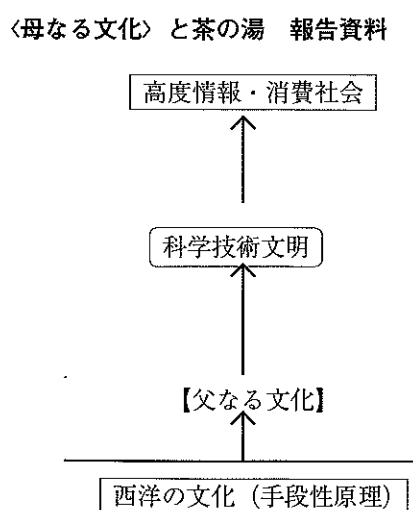 〈母なる文化〉と茶の湯　報告資料
高度情報・消費社会
科学技術文明
【父なる文化】
西洋の文化（手段性原理）